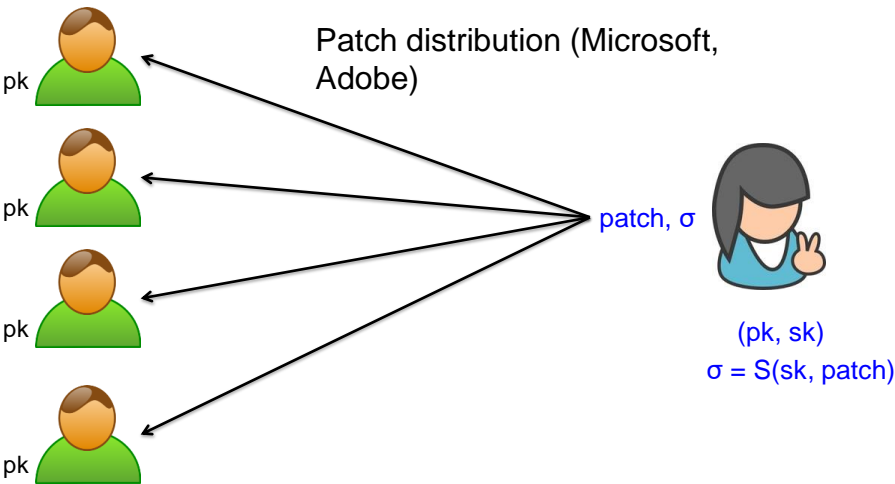 Patch distribution (Microsoft,
Adobe)
pk
pk
pk
pk
patch, σ
(pk, sk)
σ = S(sk, patch)